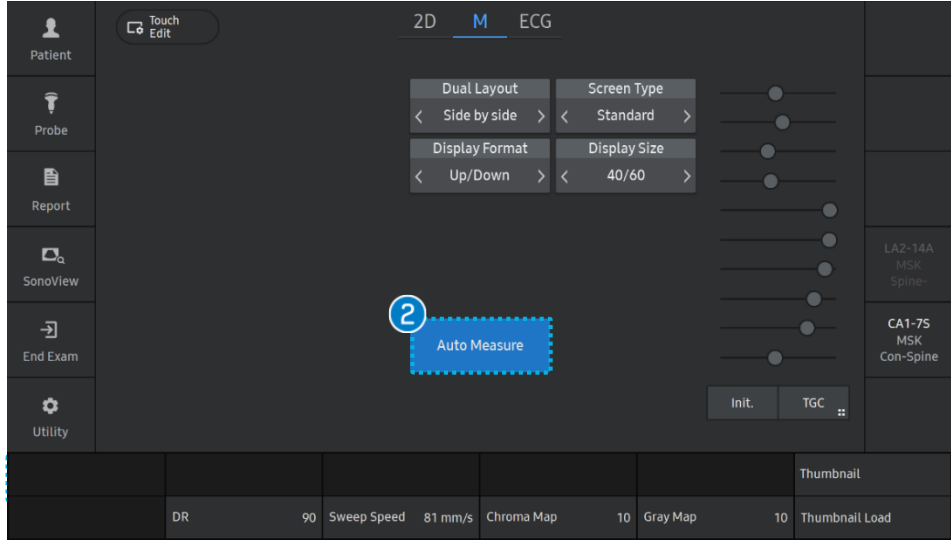 Patient
Touch
Edit
2D M ECG
Probe
Dual Layout Screen Type
Side by side Standard
Display Format Display Size
Up/Down 40/60
Report
SonoView
LA2-14A
MSK
Spine-
2
Auto Measure
End Exam
CA1-7S
MSK
Con-Spine
Utility
Init. TGC
Thumbnail
DR 90 Sweep Speed 81 mm/s Chroma Map 10 Gray Map 10 Thumbnail Load